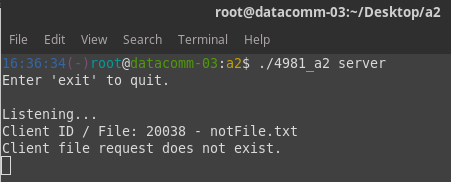 root@datacomm-03:~/Desktop/a2
File Edit View Search Terminal Help
16:36:34(-)root@datacomm-03:a2$ ./4981_a2 server
Enter 'exit' to quit.
Listening...
Client ID / File: 20038 - notFile.txt
Client file request does not exist.